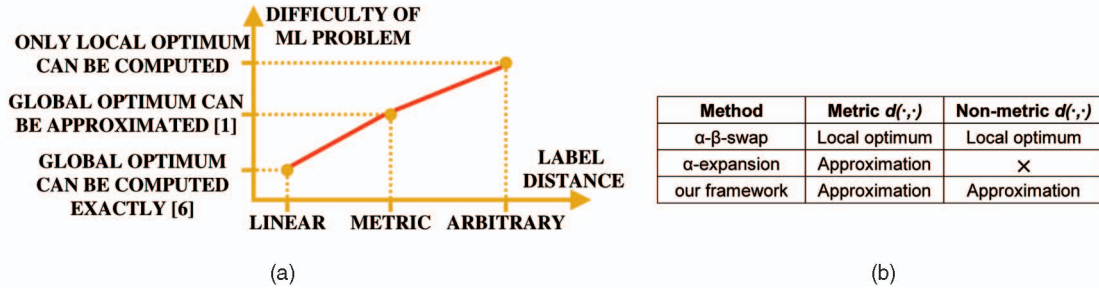 DIFFICULTY OF
ML PROBLEM
ONLY LOCAL OPTIMUM
CAN BE COMPUTED
GLOBAL OPTIMUM CAN
BE APPROXIMATED [1]
GLOBAL OPTIMUM
CAN BE COMPUTED
EXACTLY [6]
LABEL
DISTANCE
LINEAR METRIC ARBITRARY
(a)
Method Metric d(·,·) Non-metric d(·,·)
α-β-swap Local optimum Local optimum
α-expansion Approximation ×
our framework Approximation Approximation
(b)